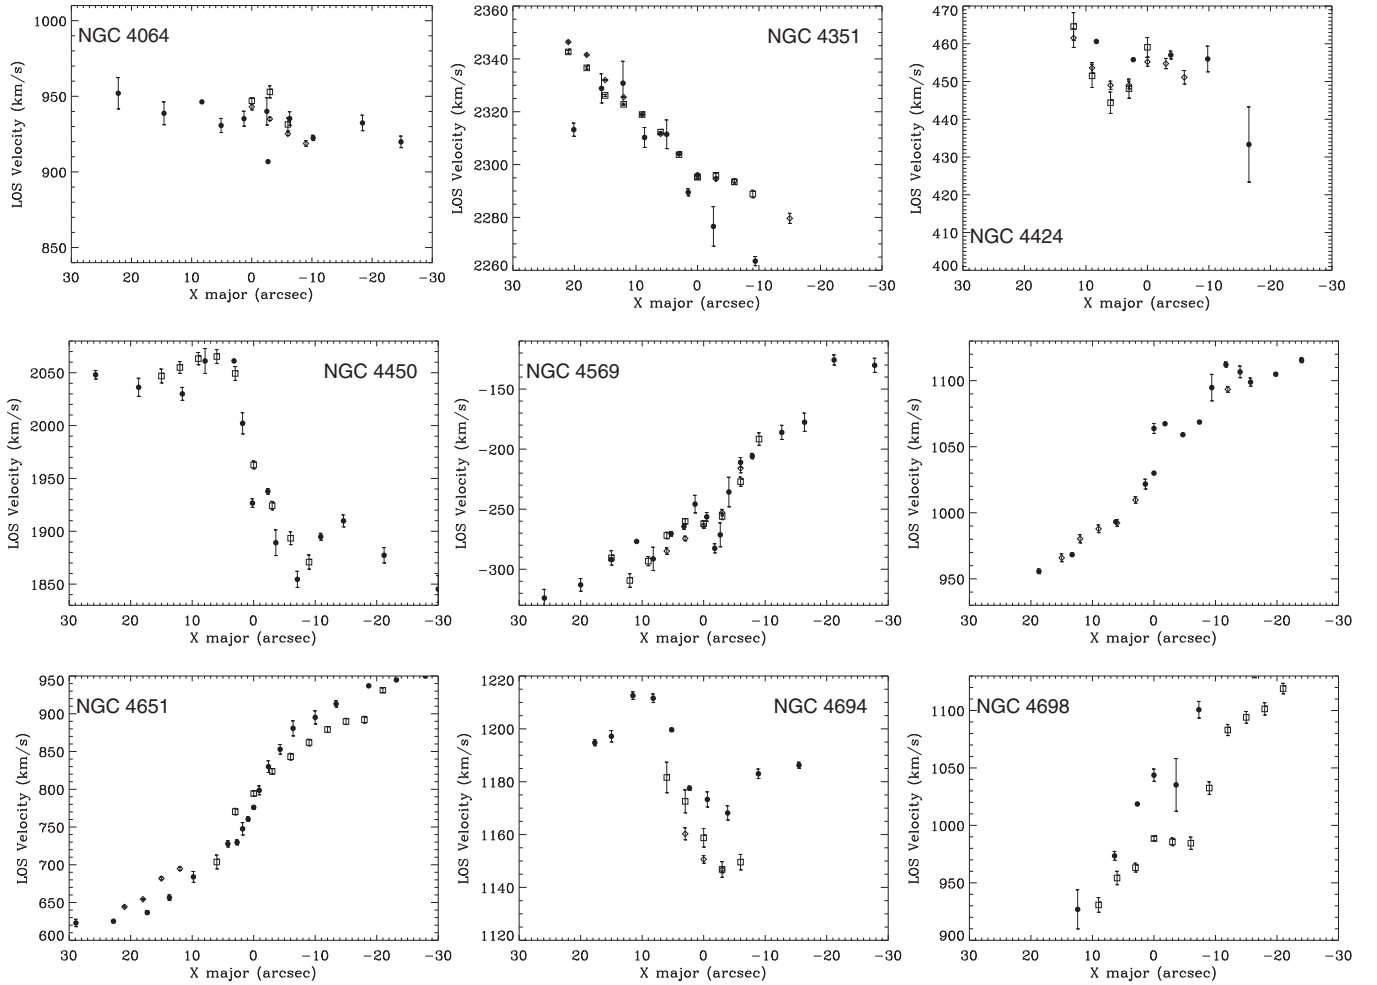 NGC 4064
LOS Velocity (km/s)
1000
950
900
850
30 20 10 0 −10 −20 −30
X major (arcsec)
NGC 4351
LOS Velocity (km/s)
2360
2340
2320
2300
2280
2260
30 20 10 0 −10 −20 −30
X major (arcsec)
NGC 4424
LOS Velocity (km/s)
470
460
450
440
430
420
410
400
30 20 10 0 −10 −20 −30
X major (arcsec)
NGC 4450
LOS Velocity (km/s)
2050
2000
1950
1900
1850
30 20 10 0 −10 −20 −30
X major (arcsec)
NGC 4569
LOS Velocity (km/s)
−150
−200
−250
−300
30 20 10 0 −10 −20 −30
X major (arcsec)
LOS Velocity (km/s)
1100
1050
1000
950
30 20 10 0 −10 −20 −30
X major (arcsec)
NGC 4651
LOS Velocity (km/s)
950
900
850
800
750
700
650
600
30 20 10 0 −10 −20 −30
X major (arcsec)
NGC 4694
LOS Velocity (km/s)
1220
1200
1180
1160
1140
1120
30 20 10 0 −10 −20 −30
X major (arcsec)
NGC 4698
LOS Velocity (km/s)
1100
1050
1000
950
900
30 20 10 0 −10 −20 −30
X major (arcsec)